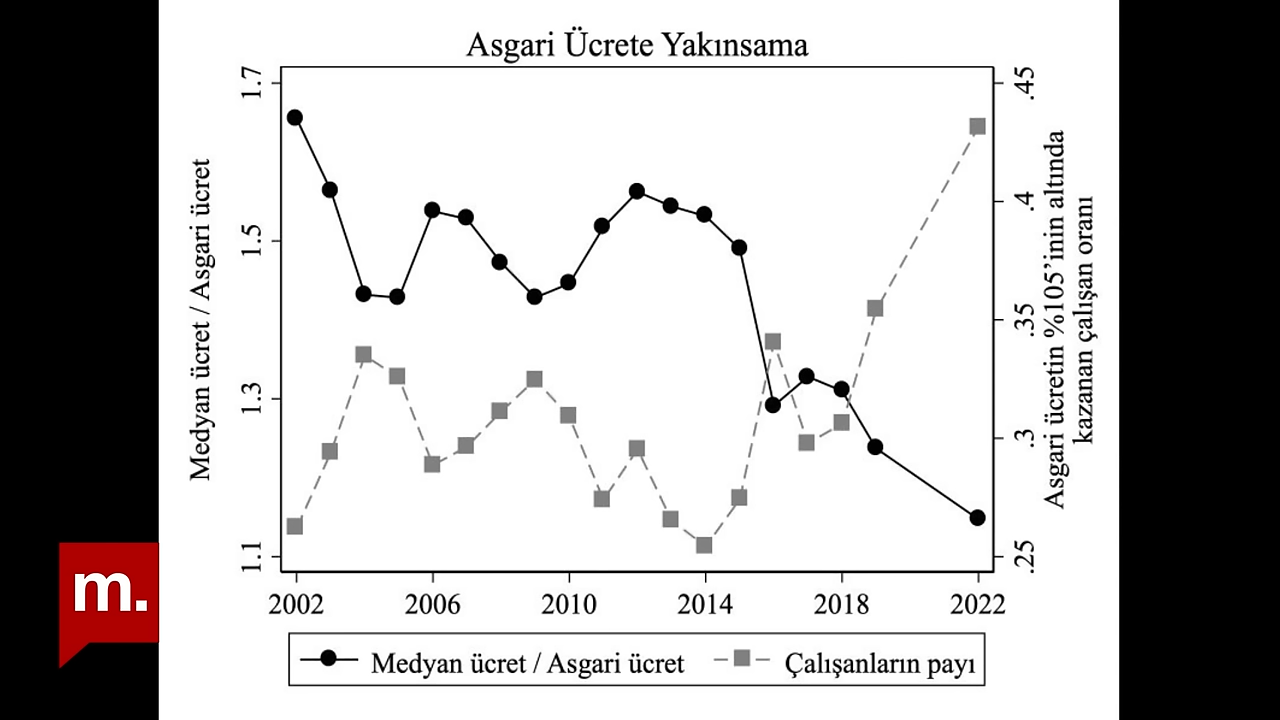 Asgari Ücrete Yakınsama
1.7
1.5
1.3
1.1
Medyan ücret / Asgari ücret
.45
.4
.35
.3
.25
Asgari ücretin %105'inin altında
kazanan çalışan oranı
2002 2006 2010 2014 2018 2022
Medyan ücret / Asgari ücret Çalışanların payı
m.